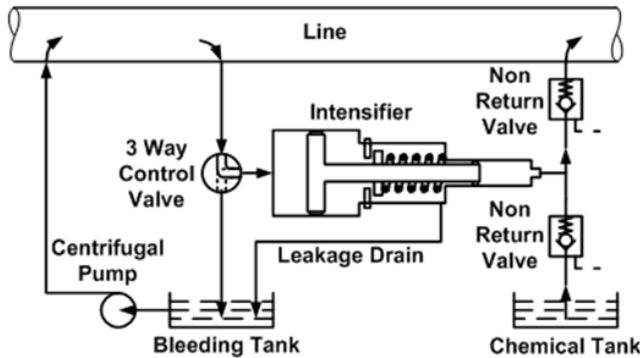 Line
Non
Return
Valve
Intensifier
3 Way
Control
Valve
Non
Return
Valve
Leakage Drain
Centrifugal
Pump
Bleeding Tank
Chemical Tank